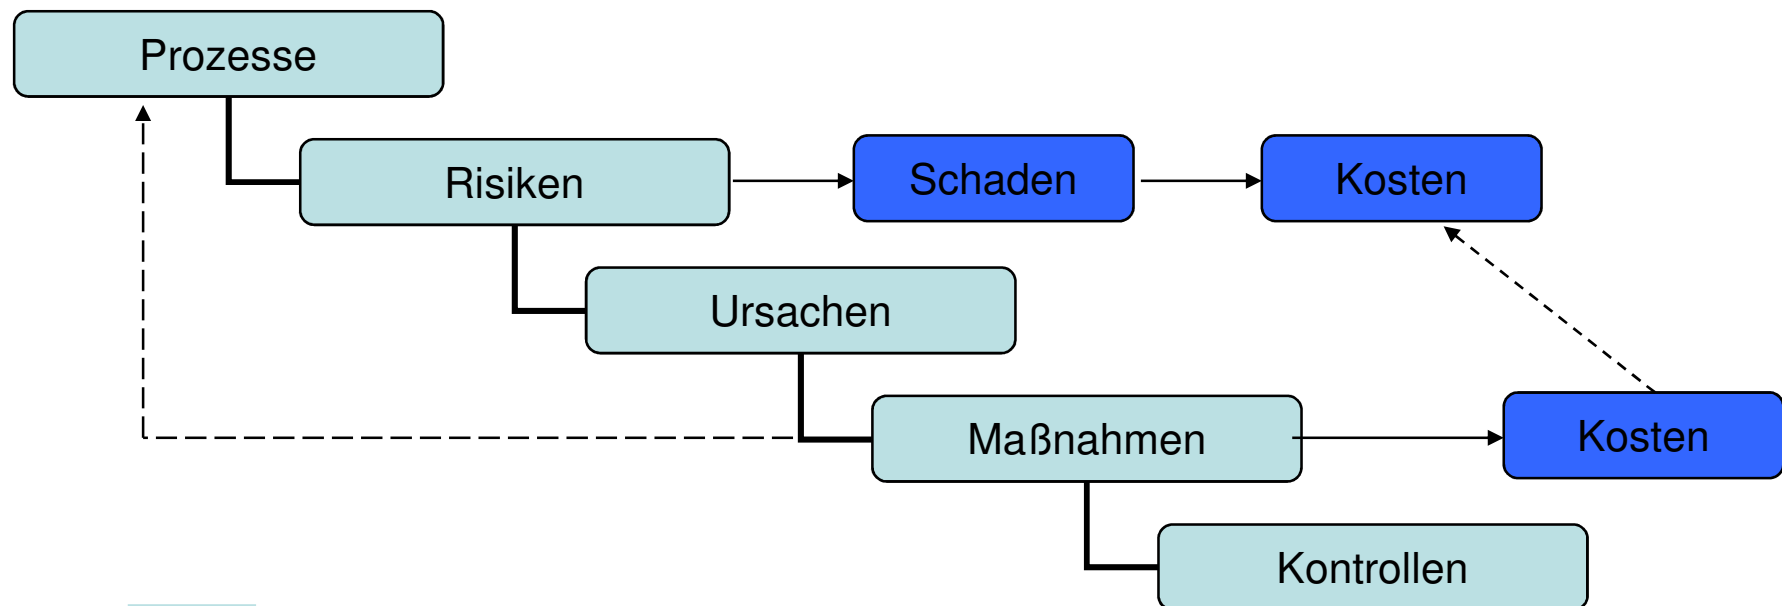 Prozesse
Risiken
Schaden
Kosten
Ursachen
Maßnahmen
Kosten
Kontrollen